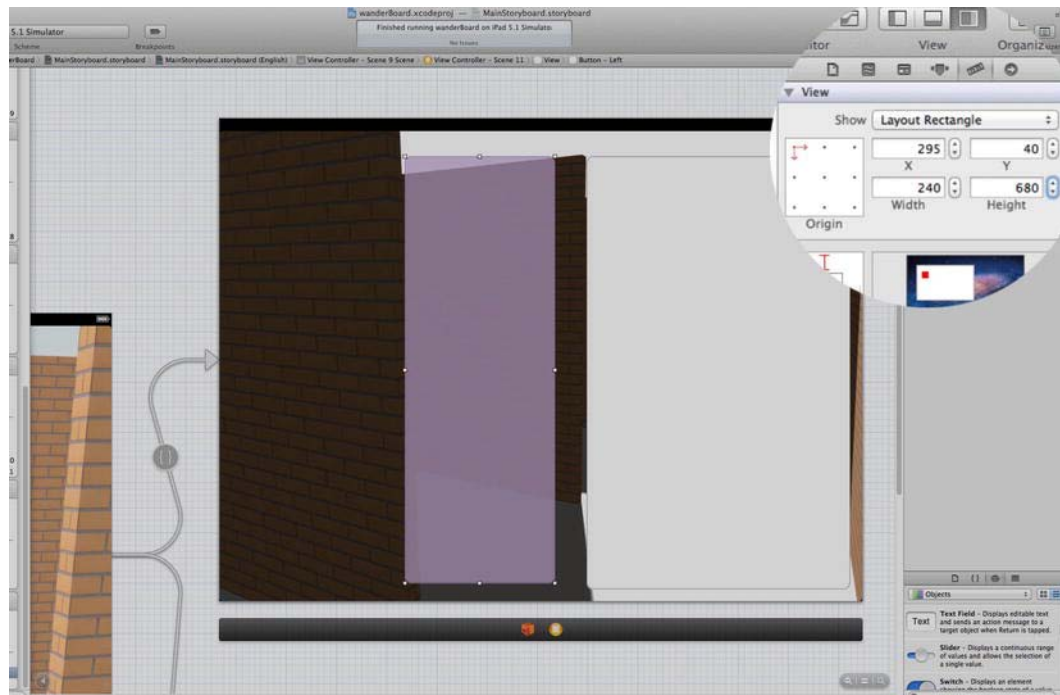 wanderBoard.xcodeproj — MainStoryboard.storyboard
5.1 Simulator
Finished running wanderBoard on iPad 5.1 Simulator
No Issues
Scheme
Breakpoints
View
Organiz
MainStoryboard.storyboard
MainStoryboard.storyboard (English)
View Controller – Scene 9 Scene
View Controller – Scene 11
View
Button – Left
View
Show Layout Rectangle
295 40
X Y
240 680
Width Height
Origin
Objects
Text
Text Field – Displays editable text
and sends an action message to a
target object when Return is tapped.
Slider – Displays a continuous range
of values and allows the selection of
a single value.
Switch – Displays an element